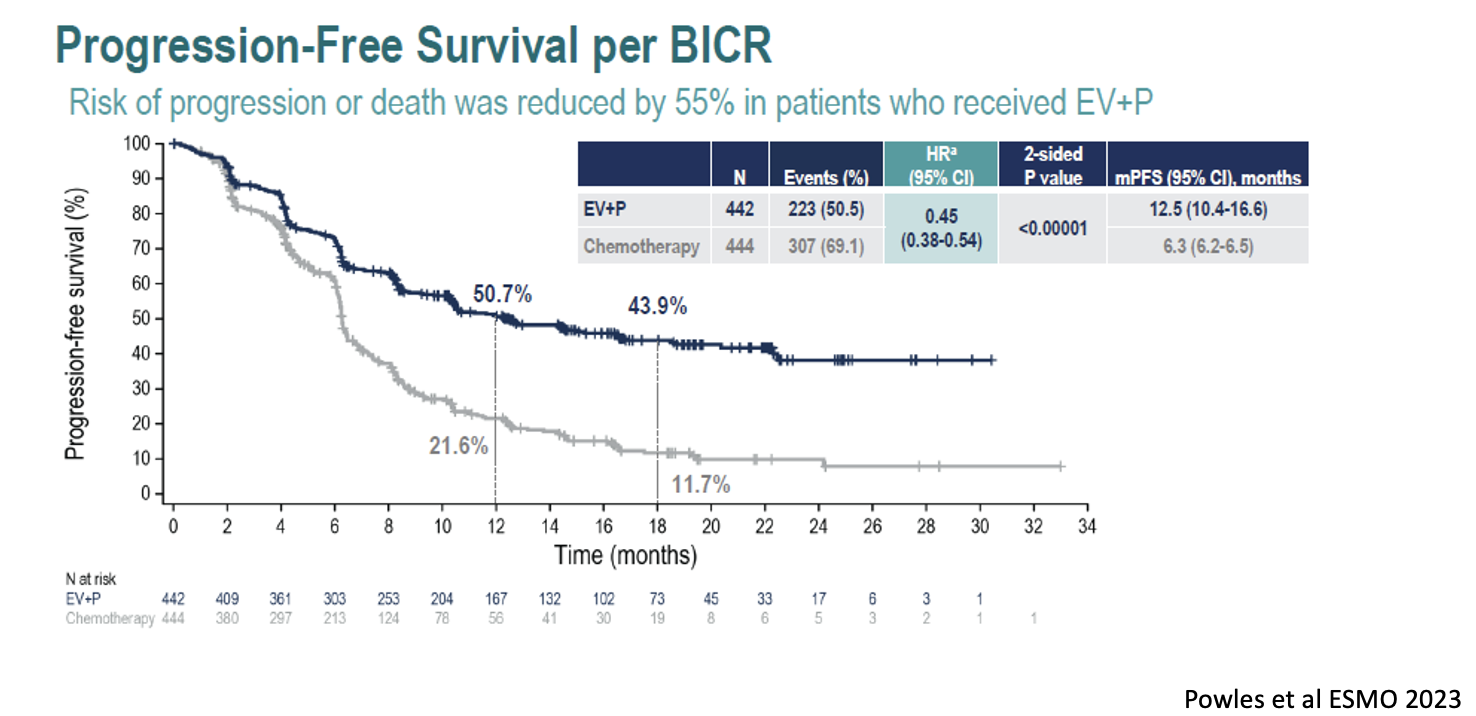 Progression-Free Survival per BICR
Risk of progression or death was reduced by 55% in patients who received EV+P
N Events (%) HRᵃ (95% CI) 2-sided P value mPFS (95% CI), months
EV+P 442 223 (50.5) 0.45 (0.38-0.54) <0.00001 12.5 (10.4-16.6)
Chemotherapy 444 307 (69.1) 6.3 (6.2-6.5)
Progression-free survival (%)
100
90
80
70
60
50
40
30
20
10
0
50.7%
43.9%
21.6%
11.7%
0 2 4 6 8 10 12 14 16 18 20 22 24 26 28 30 32 34
Time (months)
N at risk
EV+P 442 409 361 303 253 204 167 132 102 73 45 33 17 6 3 1
Chemotherapy 444 380 297 213 124 78 56 41 30 19 8 6 5 3 2 1 1
Powles et al ESMO 2023